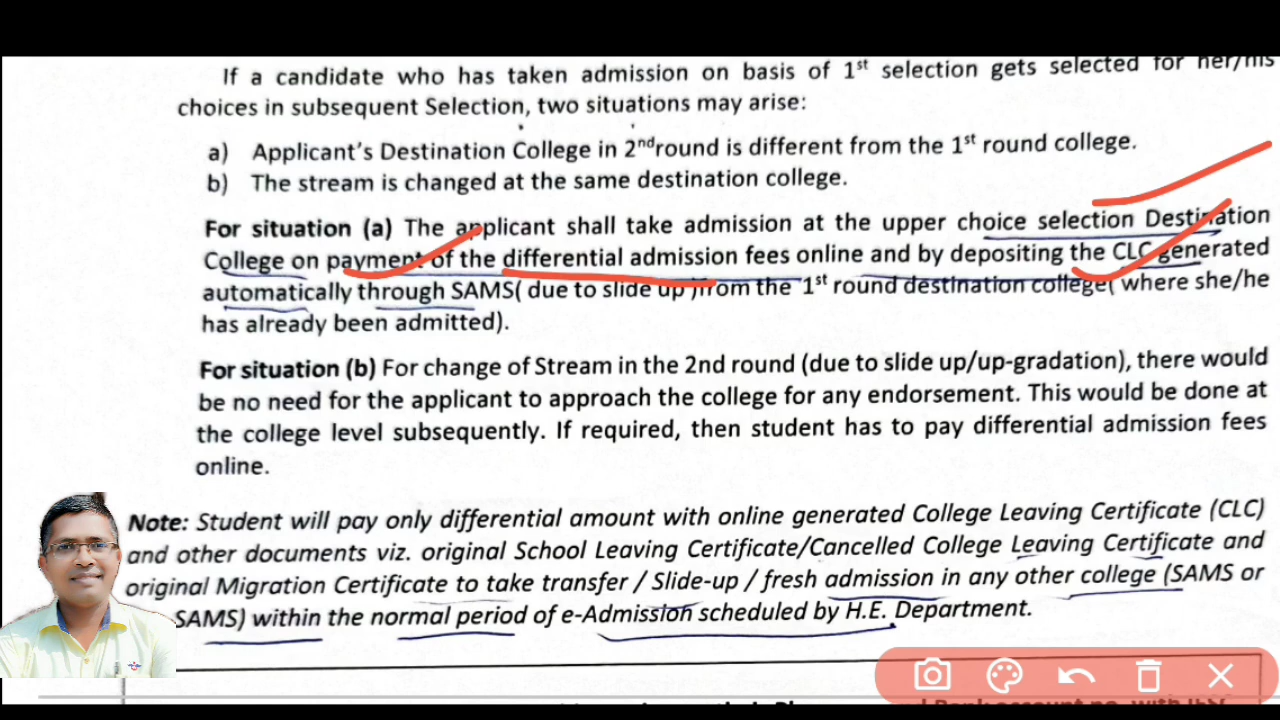 If a candidate who has taken admission on basis of 1st selection gets selected for her/his
choices in subsequent Selection, two situations may arise:
a) Applicant's Destination College in 2nd round is different from the 1st round college.
b) The stream is changed at the same destination college.
For situation (a) The applicant shall take admission at the upper choice selection Destination
College on payment of the differential admission fees online and by depositing the CLC generated
automatically through SAMS( due to slide up )from the 1st round destination college( where she/he
has already been admitted).
For situation (b) For change of Stream in the 2nd round (due to slide up/up-gradation), there would
be no need for the applicant to approach the college for any endorsement. This would be done at
the college level subsequently. If required, then student has to pay differential admission fees
online.
Note: Student will pay only differential amount with online generated College Leaving Certificate (CLC)
and other documents viz. original School Leaving Certificate/Cancelled College Leaving Certificate and
original Migration Certificate to take transfer / Slide-up / fresh admission in any other college (SAMS or
SAMS) within the normal period of e-Admission scheduled by H.E. Department.
Bank account no. with